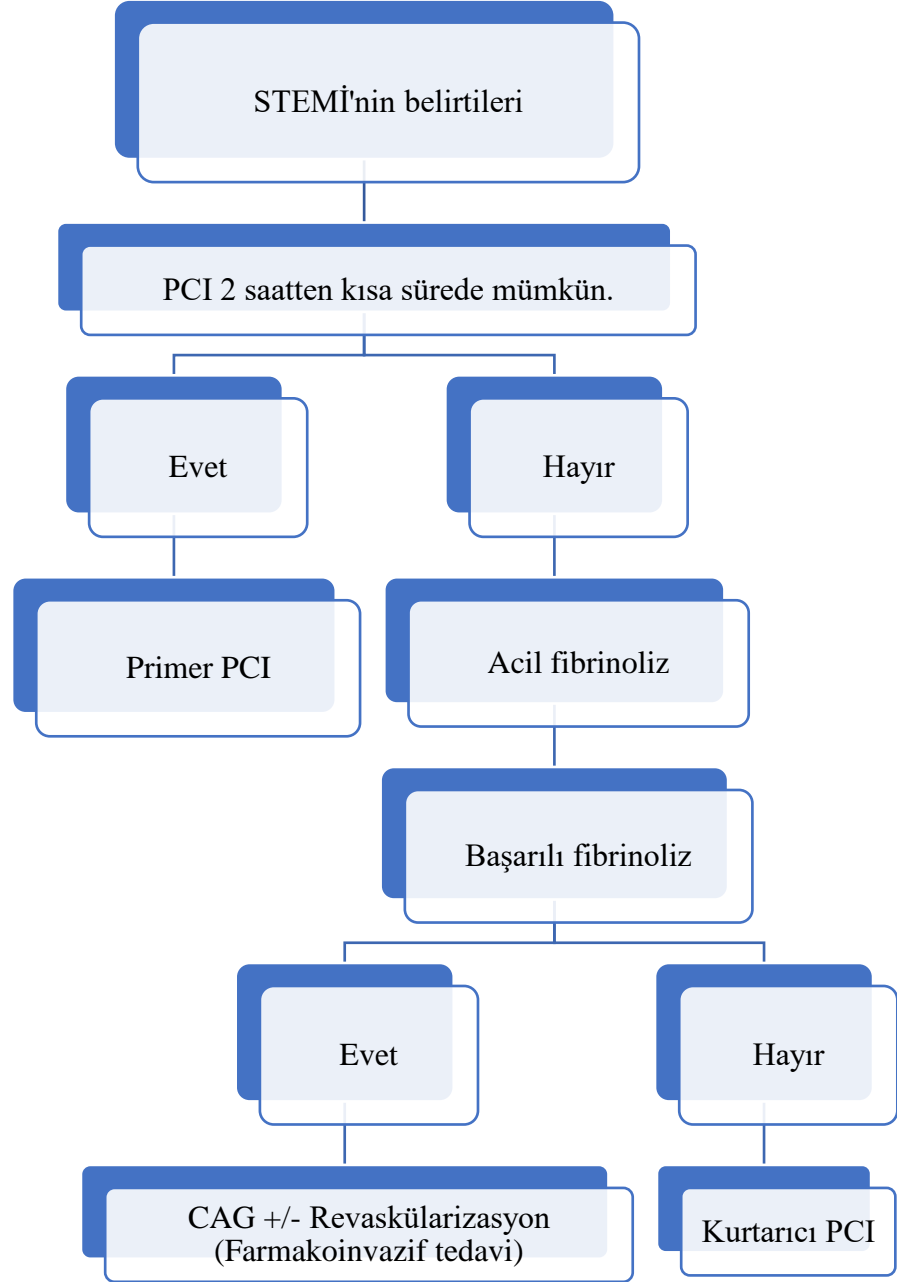 STEMİ'nin belirtileri
PCI 2 saatten kısa sürede mümkün.
Evet
Hayır
Primer PCI
Acil fibrinoliz
Başarılı fibrinoliz
Evet
Hayır
CAG +/- Revaskülarizasyon
(Farmakoinvazif tedavi)
Kurtarıcı PCI